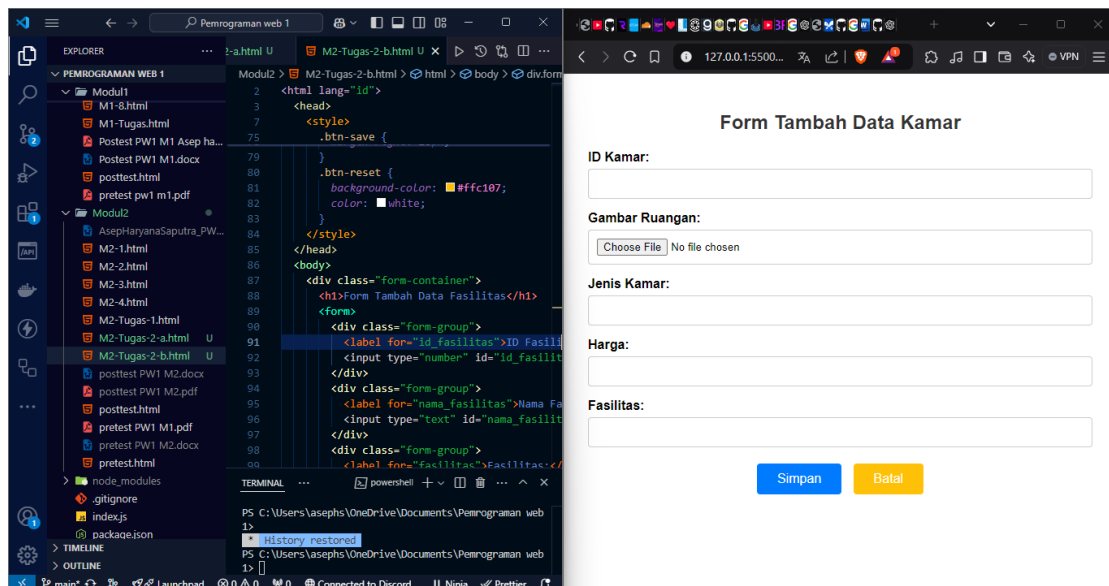 Pemrograman web 1
EXPLORER
PEMROGRAMAN WEB 1
Modul1
M1-8.html
M1-Tugas.html
Postest PW1 M1 Asep ha...
Postest PW1 M1.docx
posttest.html
pretest pw1 m1.pdf
Modul2
AsepHaryanaSaputra_PW...
M2-1.html
M2-2.html
M2-3.html
M2-4.html
M2-Tugas-1.html
M2-Tugas-2-a.html U
M2-Tugas-2-b.html U
posttest PW1 M2.docx
posttest PW1 M2.pdf
posttest.html
pretest PW1 M1.pdf
pretest PW1 M2.docx
pretest.html
node_modules
.gitignore
index.js
package.json
TIMELINE
OUTLINE
2-a.html U M2-Tugas-2-b.html U
Modul2 > M2-Tugas-2-b.html > html > body > div.form
2 <html lang="id">
3 <head>
7 <style>
75 .btn-save {
79 }
80 .btn-reset {
81 background-color: #ffc107;
82 color: white;
83 }
84 </style>
85 </head>
86 <body>
87 <div class="form-container">
88 <h1>Form Tambah Data Fasilitas</h1>
89 <form>
90 <div class="form-group">
91 <label for="id_fasilitas">ID Fasili
92 <input type="number" id="id_fasilit
93 </div>
94 <div class="form-group">
95 <label for="nama_fasilitas">Nama Fa
96 <input type="text" id="nama_fasilit
97 </div>
98 <div class="form-group">
99 <label for="fasilitas">Fasilitas:</
TERMINAL ... powershell
PS C:\Users\asephs\OneDrive\Documents\Pemrograman web
1>
* History restored
PS C:\Users\asephs\OneDrive\Documents\Pemrograman web
1>
main* Launchpad 0 0 0 Connected to Discord Ninja Prettier
127.0.0.1:5500... VPN
Form Tambah Data Kamar
ID Kamar:
Gambar Ruangan:
Choose File No file chosen
Jenis Kamar:
Harga:
Fasilitas:
Simpan Batal